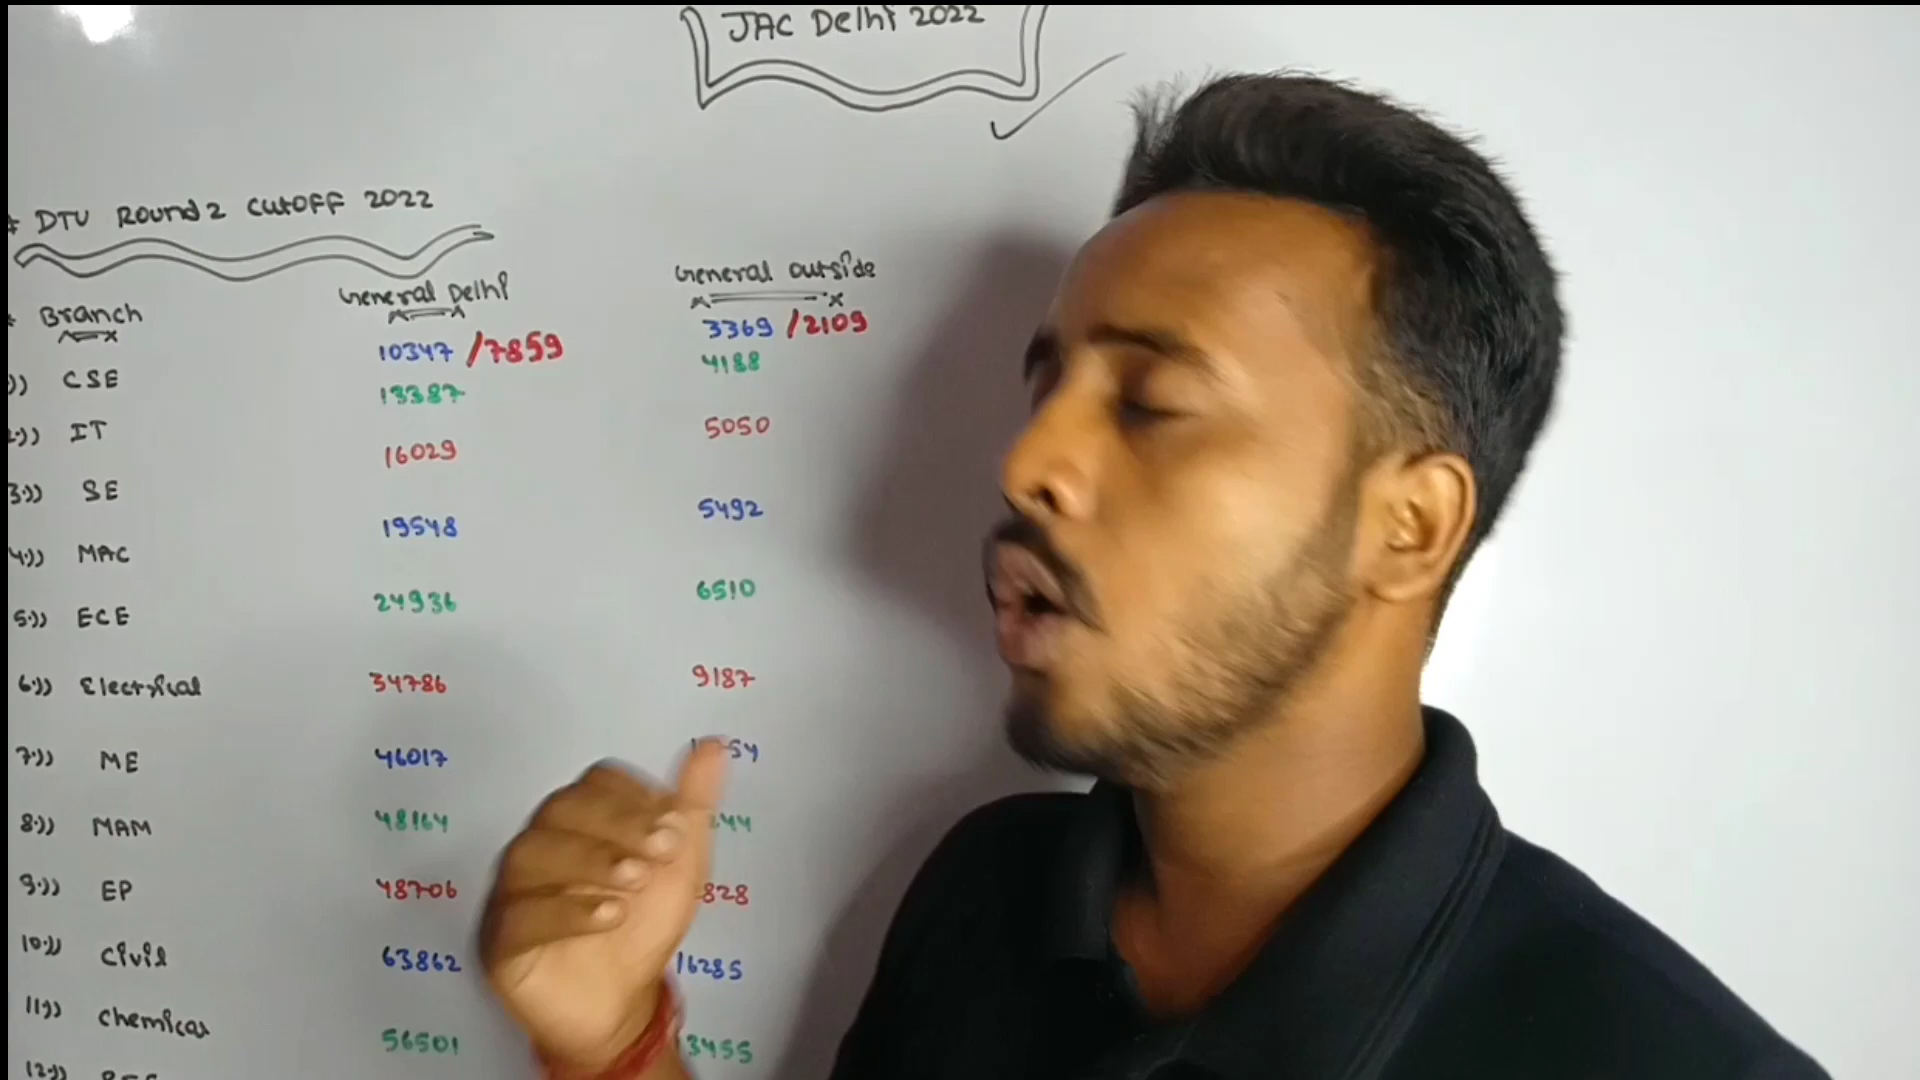 JAC Delhi 2022
* DTU Round 2 CutOFF 2022
* Branch General Delhi General outside
1)) CSE 10347 /7859 3369 /2109
2)) IT 13387 4188
3)) SE 16029 5050
4)) MAC 19548 5492
5)) ECE 24936 6510
6)) Electrical 34786 9187
7)) ME 46017 54
8)) MAM 48164 244
9)) EP 48706 828
10)) Civil 63862 16285
11)) Chemical 56501 3455
12))